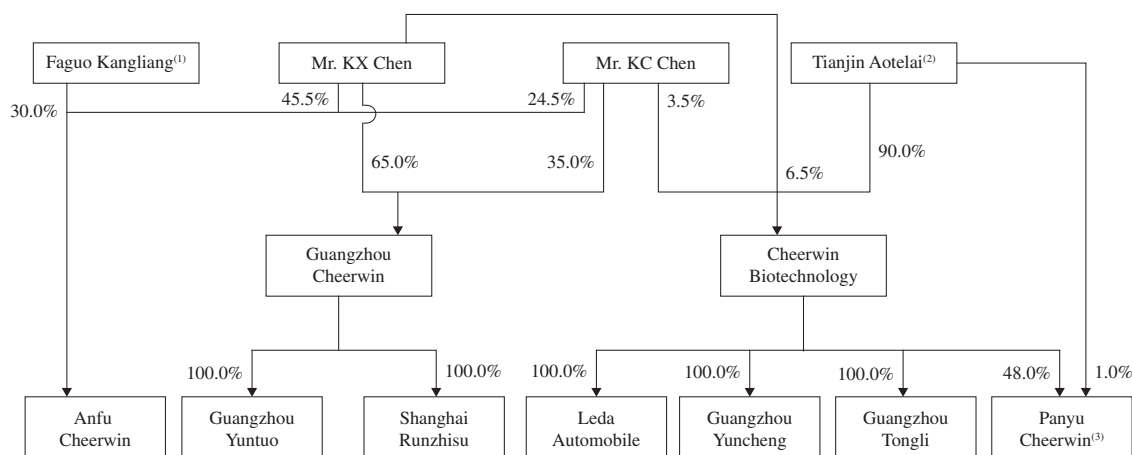 Faguo Kangliang(1)
Mr. KX Chen
Mr. KC Chen
Tianjin Aotelai(2)
30.0%
45.5%
24.5%
3.5%
65.0%
35.0%
6.5%
90.0%
Guangzhou
Cheerwin
Cheerwin
Biotechnology
100.0%
100.0%
100.0%
100.0%
100.0%
48.0%
1.0%
Anfu
Cheerwin
Guangzhou
Yuntuo
Shanghai
Runzhisu
Leda
Automobile
Guangzhou
Yuncheng
Guangzhou
Tongli
Panyu
Cheerwin(3)